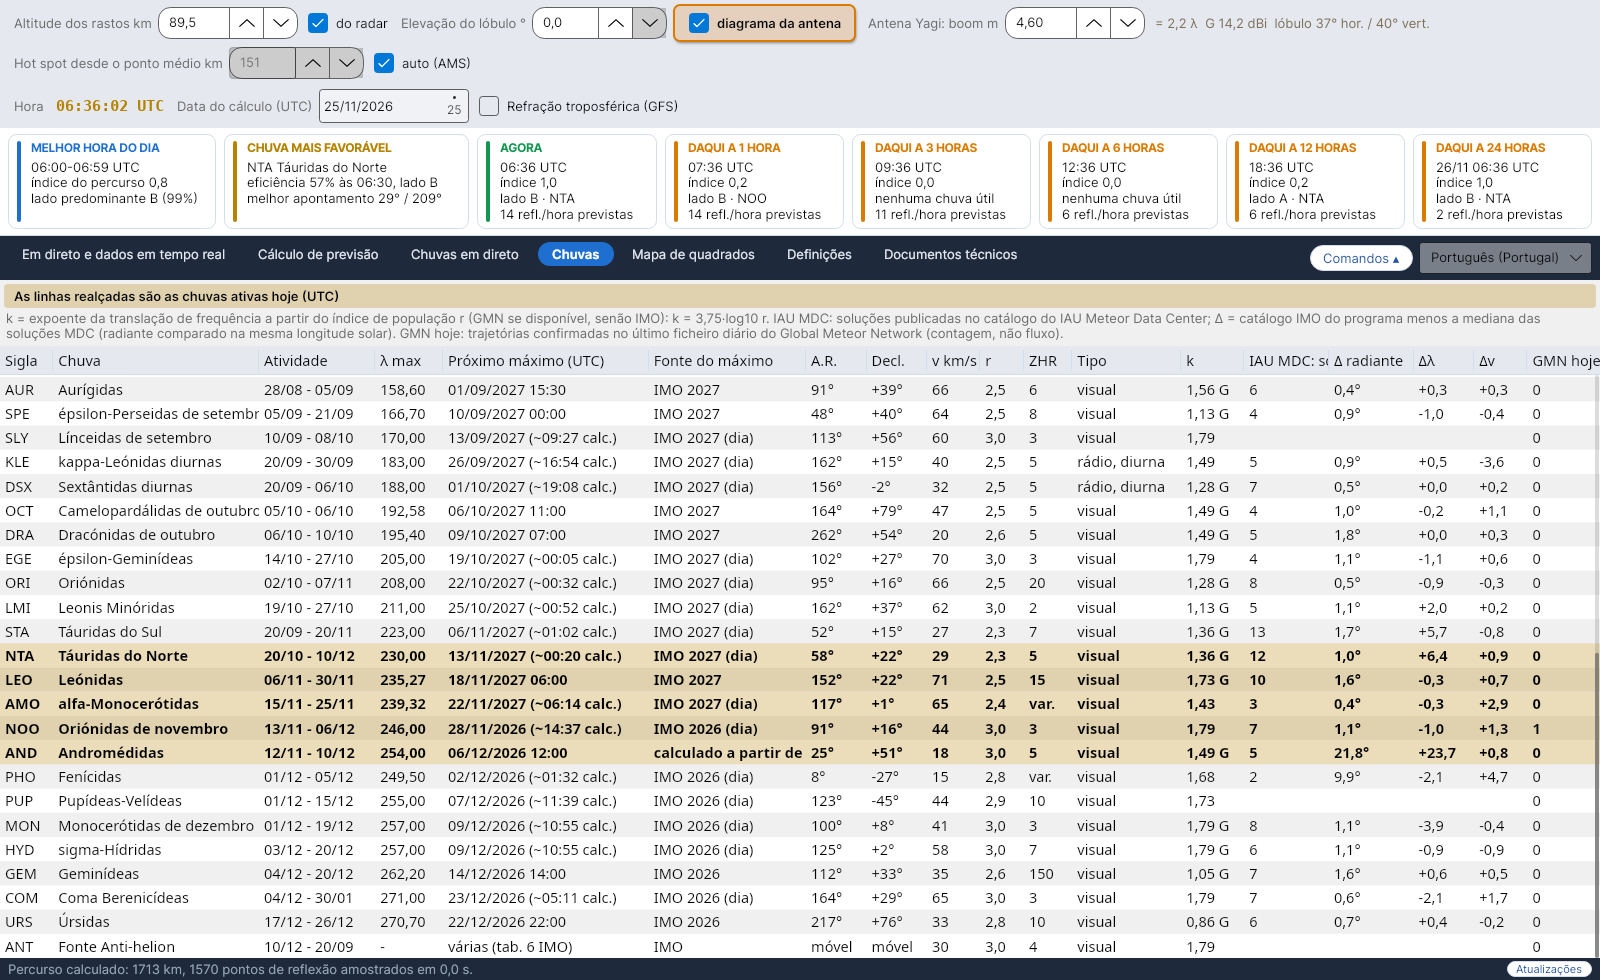 Altitude dos rastos km 89,5 do radar Elevação do lóbulo ° 0,0 diagrama da antena Antena Yagi: boom m 4,60 = 2,2 λ G 14,2 dBi lóbulo 37° hor. / 40° vert.
Hot spot desde o ponto médio km 151 auto (AMS)
Hora 06:36:02 UTC Data do cálculo (UTC) 25/11/2026 25 Refração troposférica (GFS)
MELHOR HORA DO DIA
06:00-06:59 UTC
índice do percurso 0,8
lado predominante B (99%)
CHUVA MAIS FAVORÁVEL
NTA Táuridas do Norte
eficiência 57% às 06:30, lado B
melhor apontamento 29° / 209°
AGORA
06:36 UTC
índice 1,0
lado B · NTA
14 refl./hora previstas
DAQUI A 1 HORA
07:36 UTC
índice 0,2
lado B · NOO
14 refl./hora previstas
DAQUI A 3 HORAS
09:36 UTC
índice 0,0
nenhuma chuva útil
11 refl./hora previstas
DAQUI A 6 HORAS
12:36 UTC
índice 0,0
nenhuma chuva útil
6 refl./hora previstas
DAQUI A 12 HORAS
18:36 UTC
índice 0,2
lado A · NTA
6 refl./hora previstas
DAQUI A 24 HORAS
26/11 06:36 UTC
índice 1,0
lado B · NTA
2 refl./hora previstas
Em direto e dados em tempo real Cálculo de previsão Chuvas em direto Chuvas Mapa de quadrados Definições Documentos técnicos Comandos ▴ Português (Portugal)
As linhas realçadas são as chuvas ativas hoje (UTC)
k = expoente da translação de frequência a partir do índice de população r (GMN se disponível, senão IMO): k = 3,75·log10 r. IAU MDC: soluções publicadas no catálogo do IAU Meteor Data Center; Δ = catálogo IMO do programa menos a mediana das
soluções MDC (radiante comparado na mesma longitude solar). GMN hoje: trajetórias confirmadas no último ficheiro diário do Global Meteor Network (contagem, não fluxo).
Sigla Chuva Atividade λ max Próximo máximo (UTC) Fonte do máximo A.R. Decl. v km/s r ZHR Tipo k IAU MDC: so Δ radiante Δλ Δv GMN hoje
AUR Aurígidas 28/08 - 05/09 158,60 01/09/2027 15:30 IMO 2027 91° +39° 66 2,5 6 visual 1,56 G 6 0,4° +0,3 +0,3 0
SPE épsilon-Perseidas de setembr 05/09 - 21/09 166,70 10/09/2027 00:00 IMO 2027 48° +40° 64 2,5 8 visual 1,13 G 4 0,9° -1,0 -0,4 0
SLY Línceidas de setembro 10/09 - 08/10 170,00 13/09/2027 (~09:27 calc.) IMO 2027 (dia) 113° +56° 60 3,0 3 visual 1,79 0
KLE kappa-Leónidas diurnas 20/09 - 30/09 183,00 26/09/2027 (~16:54 calc.) IMO 2027 (dia) 162° +15° 40 2,5 5 rádio, diurna 1,49 5 0,9° +0,5 -3,6 0
DSX Sextântidas diurnas 20/09 - 06/10 188,00 01/10/2027 (~19:08 calc.) IMO 2027 (dia) 156° -2° 32 2,5 5 rádio, diurna 1,28 G 7 0,5° +0,0 +0,2 0
OCT Camelopardálidas de outubro 05/10 - 06/10 192,58 06/10/2027 11:00 IMO 2027 164° +79° 47 2,5 5 visual 1,49 G 4 1,0° -0,2 +1,1 0
DRA Dracónidas de outubro 06/10 - 10/10 195,40 09/10/2027 07:00 IMO 2027 262° +54° 20 2,6 5 visual 1,49 G 5 1,8° +0,0 +0,3 0
EGE épsilon-Geminídeas 14/10 - 27/10 205,00 19/10/2027 (~00:05 calc.) IMO 2027 (dia) 102° +27° 70 3,0 3 visual 1,79 4 1,1° -1,1 +0,6 0
ORI Oriónidas 02/10 - 07/11 208,00 22/10/2027 (~00:32 calc.) IMO 2027 (dia) 95° +16° 66 2,5 20 visual 1,28 G 8 0,5° -0,9 -0,3 0
LMI Leonis Minóridas 19/10 - 27/10 211,00 25/10/2027 (~00:52 calc.) IMO 2027 (dia) 162° +37° 62 3,0 2 visual 1,13 G 5 1,1° +2,0 +0,2 0
STA Táuridas do Sul 20/09 - 20/11 223,00 06/11/2027 (~01:02 calc.) IMO 2027 (dia) 52° +15° 27 2,3 7 visual 1,36 G 13 1,7° +5,7 -0,8 0
NTA Táuridas do Norte 20/10 - 10/12 230,00 13/11/2027 (~00:20 calc.) IMO 2027 (dia) 58° +22° 29 2,3 5 visual 1,36 G 12 1,0° +6,4 +0,9 0
LEO Leónidas 06/11 - 30/11 235,27 18/11/2027 06:00 IMO 2027 152° +22° 71 2,5 15 visual 1,73 G 10 1,6° -0,3 +0,7 0
AMO alfa-Monocerótidas 15/11 - 25/11 239,32 22/11/2027 (~06:14 calc.) IMO 2027 (dia) 117° +1° 65 2,4 var. visual 1,43 3 0,4° -0,3 +2,9 0
NOO Oriónidas de novembro 13/11 - 06/12 246,00 28/11/2026 (~14:37 calc.) IMO 2026 (dia) 91° +16° 44 3,0 3 visual 1,79 7 1,1° -1,0 +1,3 1
AND Andromédidas 12/11 - 10/12 254,00 06/12/2026 12:00 calculado a partir de 25° +51° 18 3,0 5 visual 1,49 G 5 21,8° +23,7 +0,8 0
PHO Fenícidas 01/12 - 05/12 249,50 02/12/2026 (~01:32 calc.) IMO 2026 (dia) 8° -27° 15 2,8 var. visual 1,68 2 9,9° -2,1 +4,7 0
PUP Pupídeas-Velídeas 01/12 - 15/12 255,00 07/12/2026 (~11:39 calc.) IMO 2026 (dia) 123° -45° 44 2,9 10 visual 1,73 0
MON Monocerótidas de dezembro 01/12 - 19/12 257,00 09/12/2026 (~10:55 calc.) IMO 2026 (dia) 100° +8° 41 3,0 3 visual 1,79 G 8 1,1° -3,9 -0,4 0
HYD sigma-Hídridas 03/12 - 20/12 257,00 09/12/2026 (~10:55 calc.) IMO 2026 (dia) 125° +2° 58 3,0 7 visual 1,79 G 6 1,1° -0,9 -0,9 0
GEM Geminídeas 04/12 - 20/12 262,20 14/12/2026 14:00 IMO 2026 112° +33° 35 2,6 150 visual 1,05 G 7 1,6° +0,6 +0,5 0
COM Coma Berenicídeas 04/12 - 30/01 271,00 23/12/2026 (~05:11 calc.) IMO 2026 (dia) 164° +29° 65 3,0 3 visual 1,79 7 0,6° -2,1 +1,7 0
URS Úrsidas 17/12 - 26/12 270,70 22/12/2026 22:00 IMO 2026 217° +76° 33 2,8 10 visual 0,86 G 6 0,7° +0,4 -0,2 0
ANT Fonte Anti-helion 10/12 - 20/09 - várias (tab. 6 IMO) IMO móvel móvel 30 3,0 4 visual 1,79 0
Percurso calculado: 1713 km, 1570 pontos de reflexão amostrados em 0,0 s. Atualizações